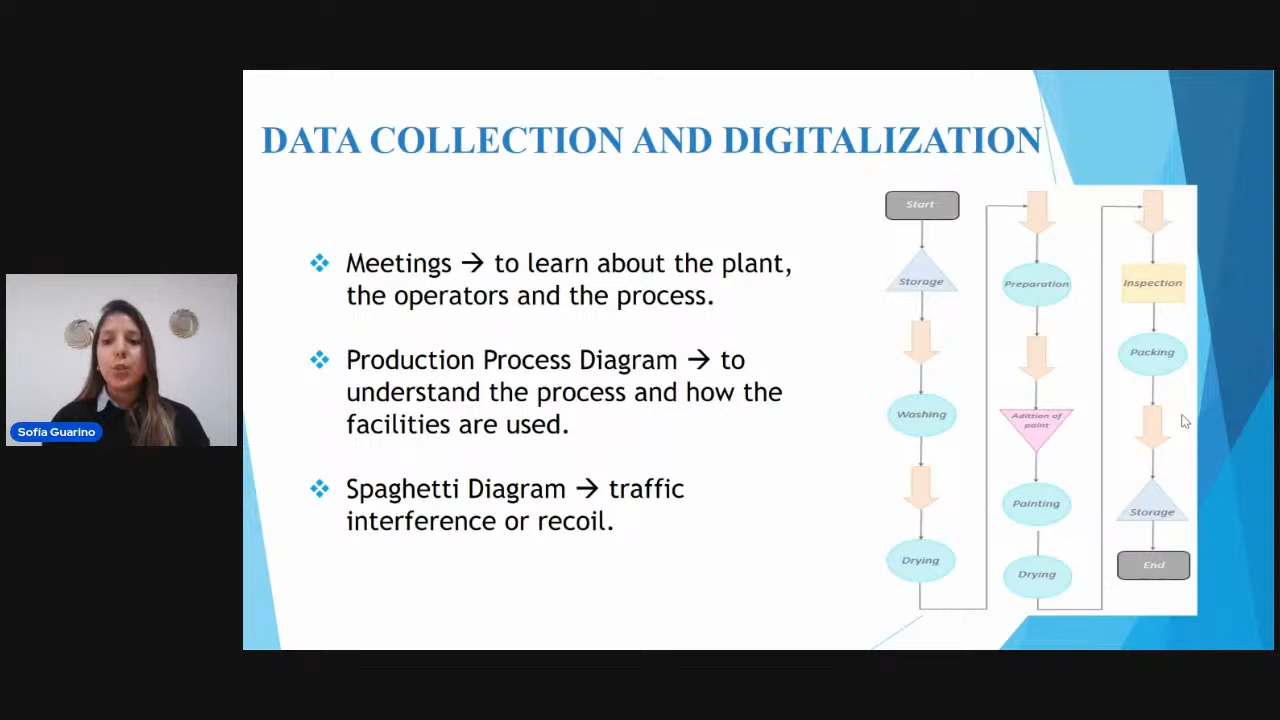 DATA COLLECTION AND DIGITALIZATION
Meetings → to learn about the plant,
the operators and the process.
Production Process Diagram → to
understand the process and how the
facilities are used.
Spaghetti Diagram → traffic
interference or recoil.
Start
Storage
Washing
Drying
Preparation
Adittion of
paint
Painting
Drying
Inspection
Packing
Storage
End
Sofía Guarino